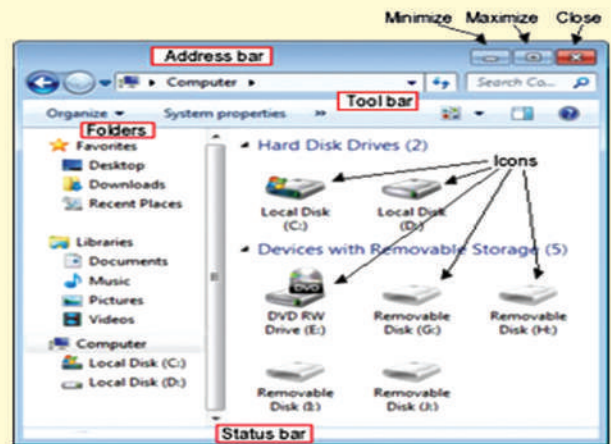 Minimize Maximize Close
Address bar
Computer
Search Co...
Tool bar
Organize System properties »
Folders
Favorites
Desktop
Downloads
Recent Places
Libraries
Documents
Music
Pictures
Videos
Computer
Local Disk (C:)
Local Disk (D:)
Hard Disk Drives (2)
Icons
Local Disk (C:)
Local Disk (D:)
Devices with Removable Storage (5)
DVD
DVD RW Drive (E:)
Removable Disk (G:)
Removable Disk (H:)
Removable Disk (I:)
Removable Disk (J:)
Status bar